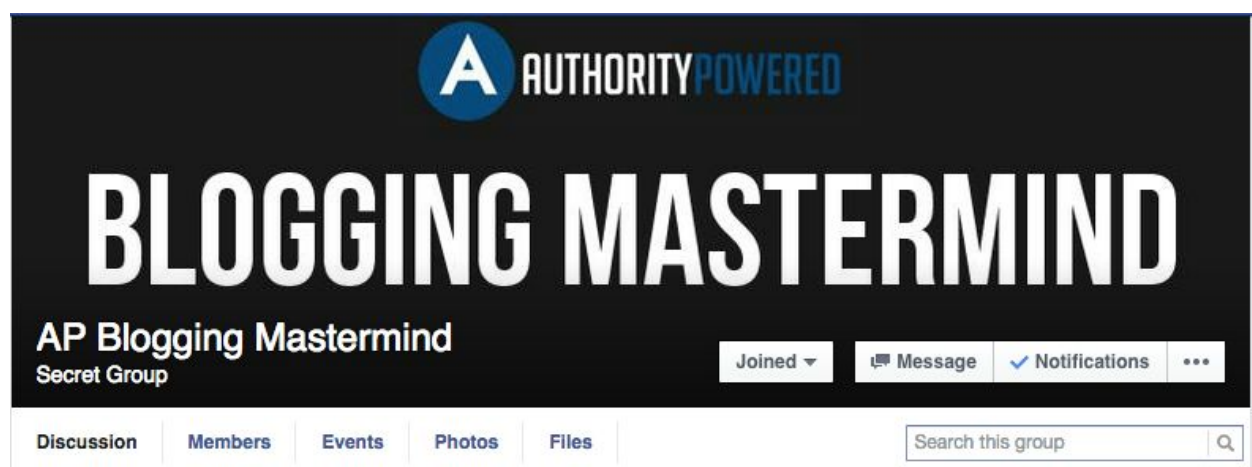 A AUTHORITYPOWERED
BLOGGING MASTERMIND
AP Blogging Mastermind
Secret Group
Joined Message Notifications
Discussion Members Events Photos Files Search this group